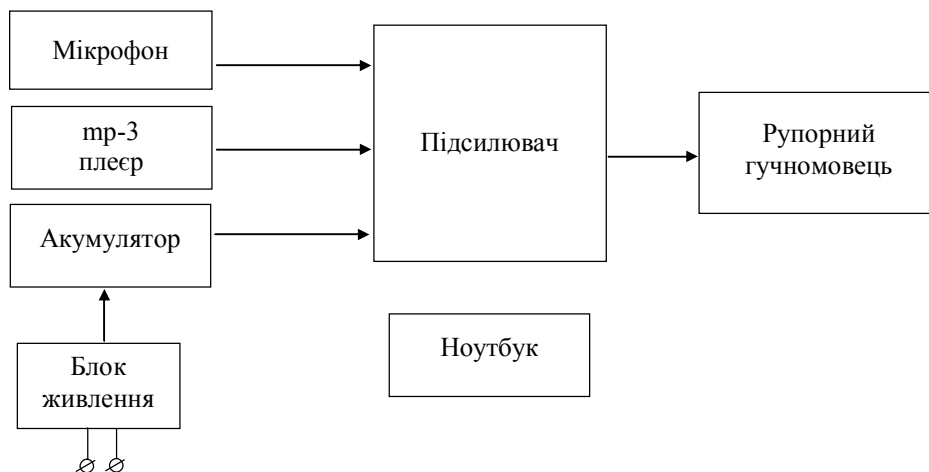 Мікрофон
mp-3
плеєр
Акумулятор
Блок
живлення
Підсилювач
Ноутбук
Рупорний
гучномовець